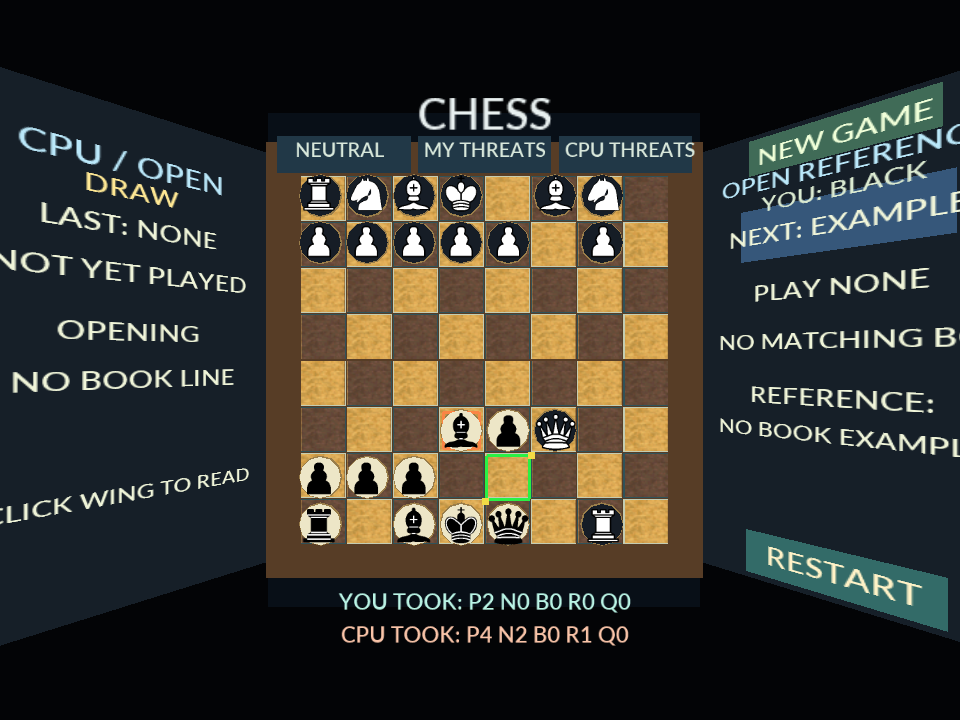 CHESS
NEUTRAL
MY THREATS
CPU THREATS
CPU / OPEN
DRAW
LAST: NONE
NOT YET PLAYED
OPENING
NO BOOK LINE
CLICK WING TO READ
NEW GAME
OPEN REFERENC
YOU: BLACK
NEXT: EXAMPLE
PLAY NONE
NO MATCHING B
REFERENCE:
NO BOOK EXAMPL
RESTART
YOU TOOK: P2 N0 B0 R0 Q0
CPU TOOK: P4 N2 B0 R1 Q0